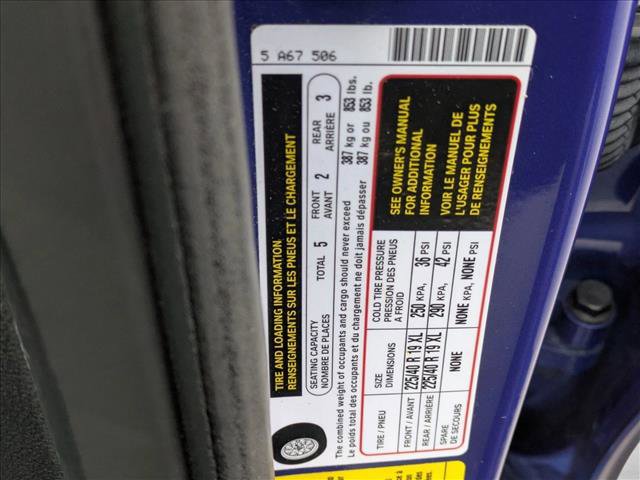 5 A67 506
TIRE AND LOADING INFORMATION
RENSEIGNEMENTS SUR LES PNEUS ET LE CHARGEMENT
SEATING CAPACITY
NOMBRE DE PLACES
TOTAL 5
FRONT
AVANT
2
REAR
ARRIÈRE
3
The combined weight of occupants and cargo should never exceed 387 kg or 853 lbs.
Le poids total des occupants et du chargement ne doit jamais dépasser 387 kg ou 853 lb.
TIRE / PNEU
SIZE
DIMENSIONS
COLD TIRE PRESSURE
PRESSION DES PNEUS
A FROID
FRONT / AVANT 225/40 R 19 XL 250 KPA, 36 PSI
REAR / ARRIÈRE 225/40 R 19 XL 290 KPA, 42 PSI
SPARE
DE SECOURS
NONE NONE KPA, NONE PSI
SEE OWNER'S MANUAL
FOR ADDITIONAL
INFORMATION
VOIR LE MANUEL DE
L'USAGER POUR PLUS
DE RENSEIGNEMENTS